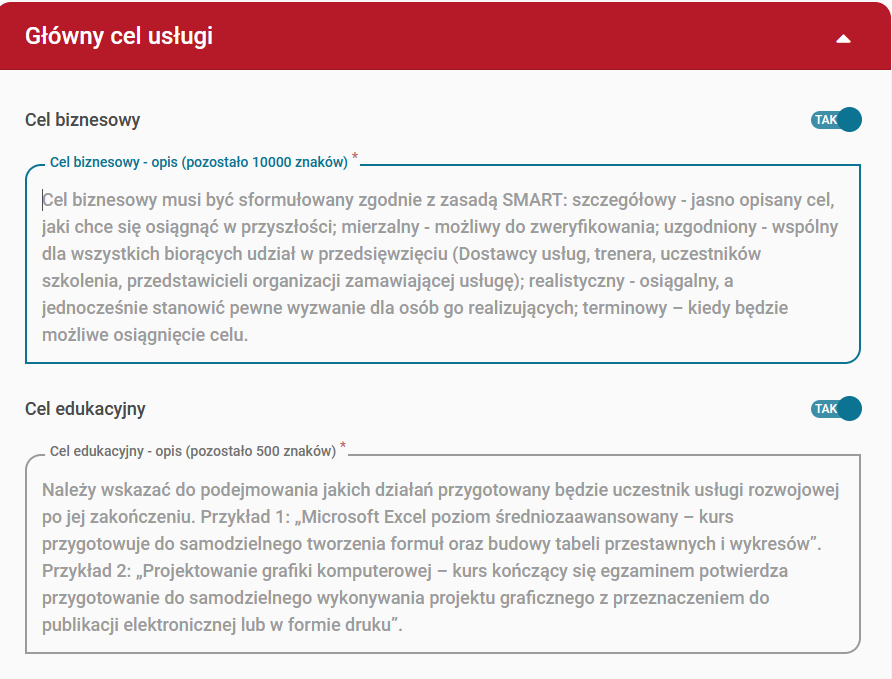 Główny cel usługi
Cel biznesowy
TAK
Cel biznesowy - opis (pozostało 10000 znaków) *
Cel biznesowy musi być sformułowany zgodnie z zasadą SMART: szczegółowy - jasno opisany cel,
jaki chce się osiągnąć w przyszłości; mierzalny - możliwy do zweryfikowania; uzgodniony - wspólny
dla wszystkich biorących udział w przedsięwzięciu (Dostawcy usług, trenera, uczestników
szkolenia, przedstawicieli organizacji zamawiającej usługę); realistyczny - osiągalny, a
jednocześnie stanowić pewne wyzwanie dla osób go realizujących; terminowy – kiedy będzie
możliwe osiągnięcie celu.
Cel edukacyjny
TAK
Cel edukacyjny - opis (pozostało 500 znaków) *
Należy wskazać do podejmowania jakich działań przygotowany będzie uczestnik usługi rozwojowej
po jej zakończeniu. Przykład 1: „Microsoft Excel poziom średniozaawansowany – kurs
przygotowuje do samodzielnego tworzenia formuł oraz budowy tabeli przestawnych i wykresów”.
Przykład 2: „Projektowanie grafiki komputerowej – kurs kończący się egzaminem potwierdza
przygotowanie do samodzielnego wykonywania projektu graficznego z przeznaczeniem do
publikacji elektronicznej lub w formie druku”.